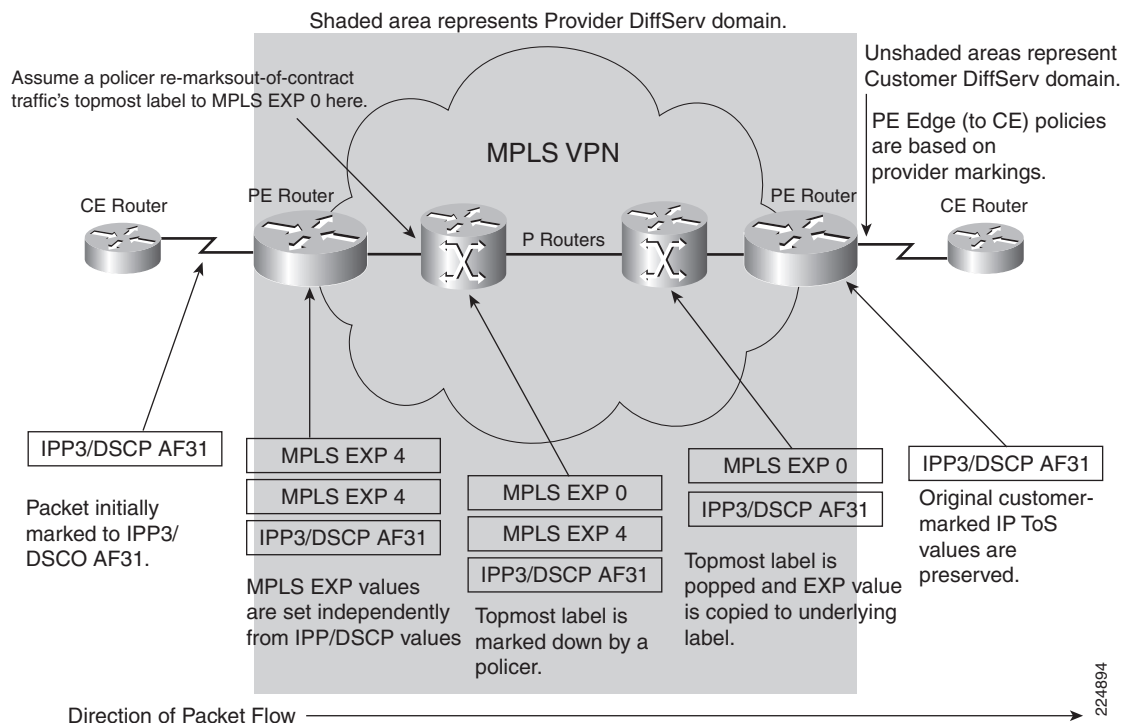 Shaded area represents Provider DiffServ domain.
Assume a policer re-marksout-of-contract
traffic's topmost label to MPLS EXP 0 here.
Unshaded areas represent
Customer DiffServ domain.
PE Edge (to CE) policies
are based on
provider markings.
MPLS VPN
CE Router
PE Router
P Routers
PE Router
CE Router
IPP3/DSCP AF31
Packet initially
marked to IPP3/
DSCO AF31.
MPLS EXP 4
MPLS EXP 4
IPP3/DSCP AF31
MPLS EXP values
are set independently
from IPP/DSCP values
MPLS EXP 0
MPLS EXP 4
IPP3/DSCP AF31
Topmost label is
marked down by a
policer.
MPLS EXP 0
IPP3/DSCP AF31
Topmost label is
popped and EXP value
is copied to underlying
label.
IPP3/DSCP AF31
Original customer-
marked IP ToS
values are
preserved.
Direction of Packet Flow
224894